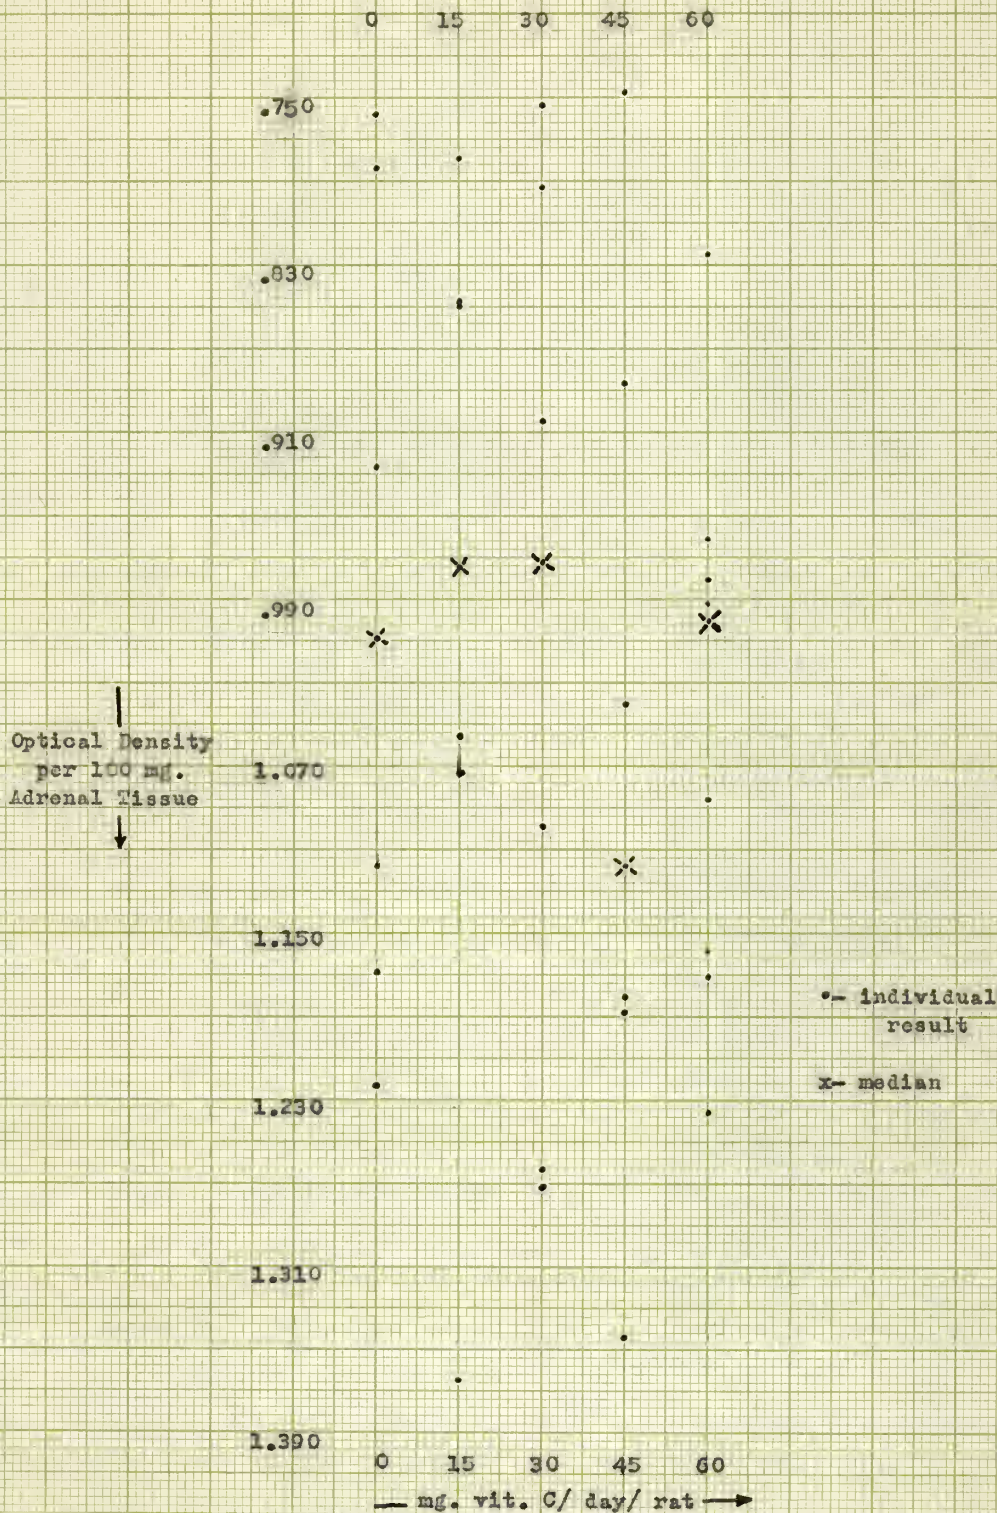 0 15 30 45 60
.750
.830
.910
.990
Optical Density
per 100 mg.
Adrenal Tissue
1.070
1.150
•- individual
result
x- median
1.230
1.310
1.390
0 15 30 45 60
— mg. vit. C/ day/ rat →